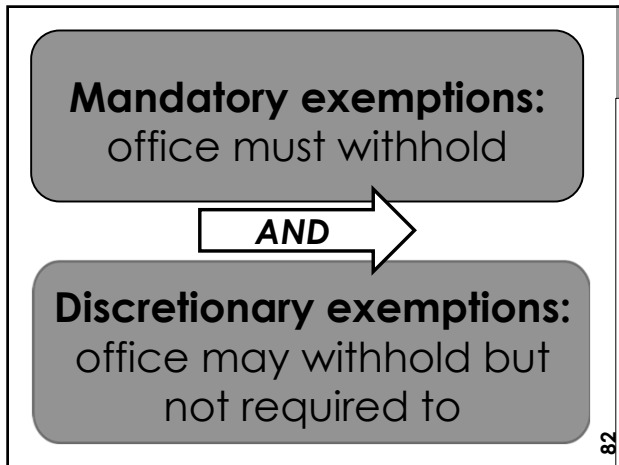 Mandatory exemptions:
office must withhold
AND
Discretionary exemptions:
office may withhold but
not required to
82